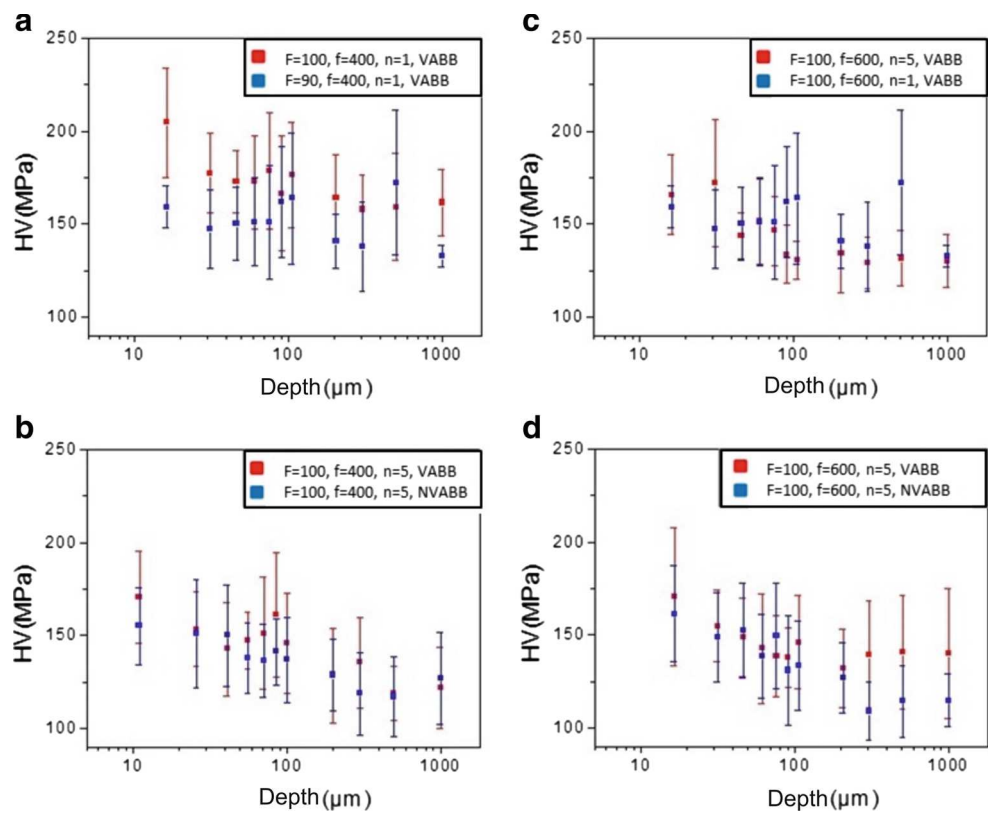 a
250
200
150
100
HV(MPa)
F=100, f=400, n=1, VABB
F=90, f=400, n=1, VABB
10
100
1000
Depth(μm)
c
250
200
150
100
HV(MPa)
F=100, f=600, n=5, VABB
F=100, f=600, n=1, VABB
10
100
1000
Depth(μm)
b
250
200
150
100
HV(MPa)
F=100, f=400, n=5, VABB
F=100, f=400, n=5, NVABB
10
100
1000
Depth(μm)
d
250
200
150
100
HV(MPa)
F=100, f=600, n=5, VABB
F=100, f=600, n=5, NVABB
10
100
1000
Depth(μm)